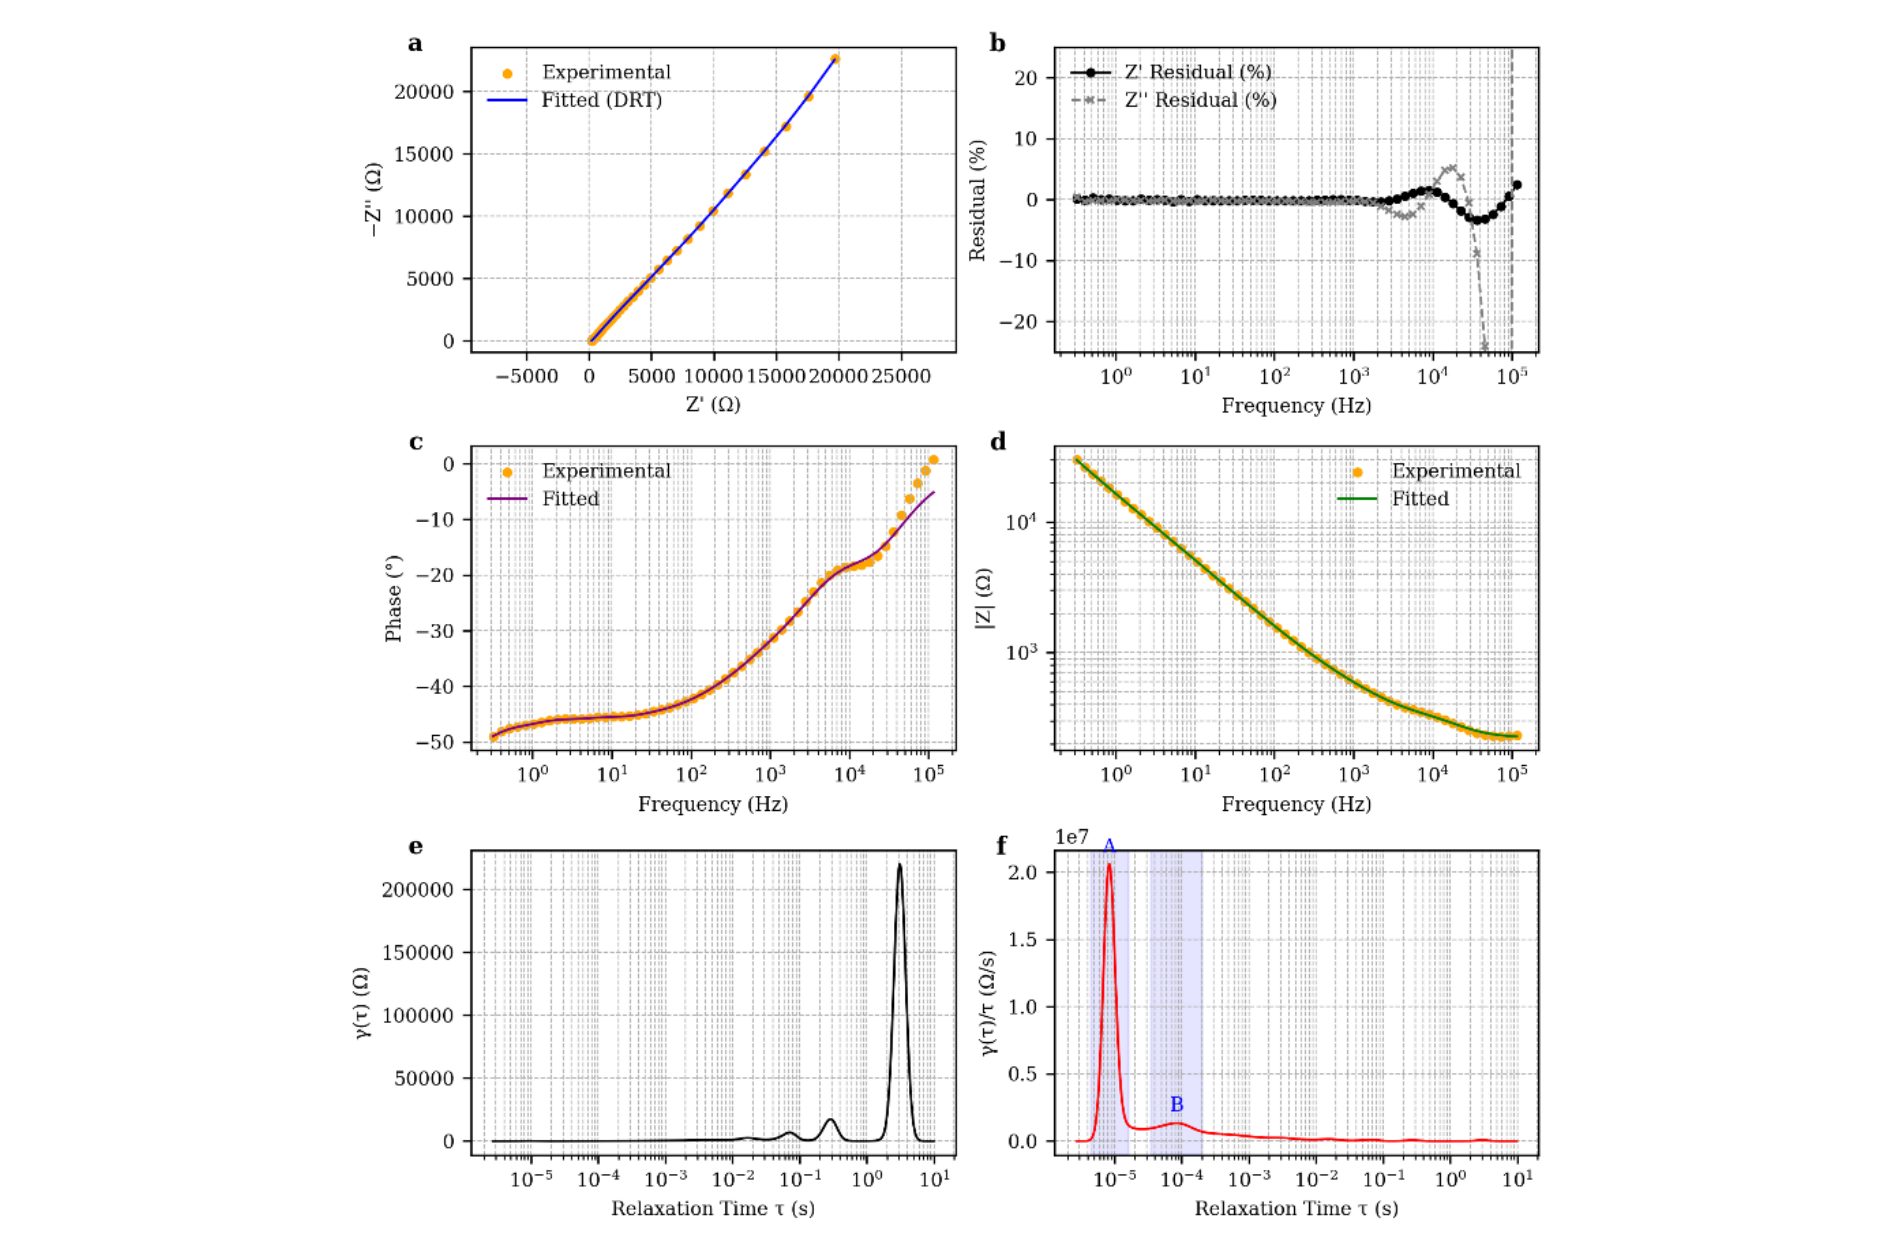 a
Experimental
Fitted (DRT)
20000
15000
10000
5000
0
−5000 0 5000 10000 15000 20000 25000
−Z'' (Ω)
Z' (Ω)
b
Z' Residual (%)
Z'' Residual (%)
20
10
0
−10
−20
10⁰ 10¹ 10² 10³ 10⁴ 10⁵
Residual (%)
Frequency (Hz)
c
Experimental
Fitted
0
−10
−20
−30
−40
−50
10⁰ 10¹ 10² 10³ 10⁴ 10⁵
Phase (°)
Frequency (Hz)
d
Experimental
Fitted
10⁴
10³
10⁰ 10¹ 10² 10³ 10⁴ 10⁵
|Z| (Ω)
Frequency (Hz)
e
200000
150000
100000
50000
0
10⁻⁵ 10⁻⁴ 10⁻³ 10⁻² 10⁻¹ 10⁰ 10¹
γ(τ) (Ω)
Relaxation Time τ (s)
f
1e7
A
B
2.0
1.5
1.0
0.5
0.0
10⁻⁵ 10⁻⁴ 10⁻³ 10⁻² 10⁻¹ 10⁰ 10¹
γ(τ)/τ (Ω/s)
Relaxation Time τ (s)